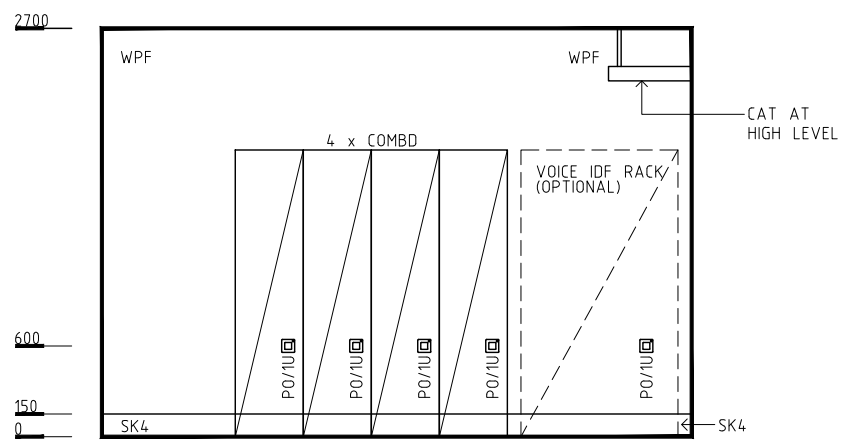 2700
WPF
WPF
CAT AT
HIGH LEVEL
4 x COMBD
VOICE IDF RACK
(OPTIONAL)
600
PO/1U
PO/1U
PO/1U
PO/1U
PO/1U
150
SK4
SK4
0